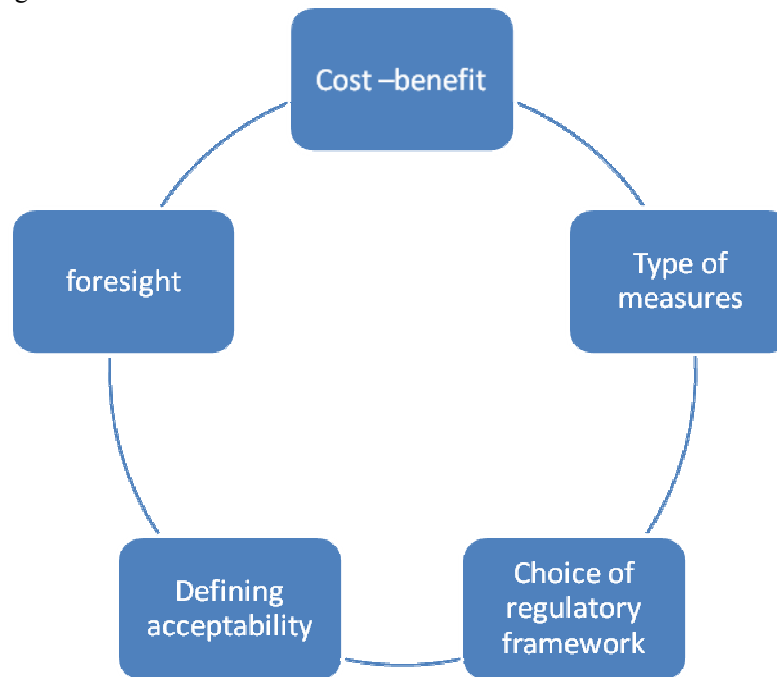 Cost –benefit
Type of
measures
Choice of
regulatory
framework
Defining
acceptability
foresight